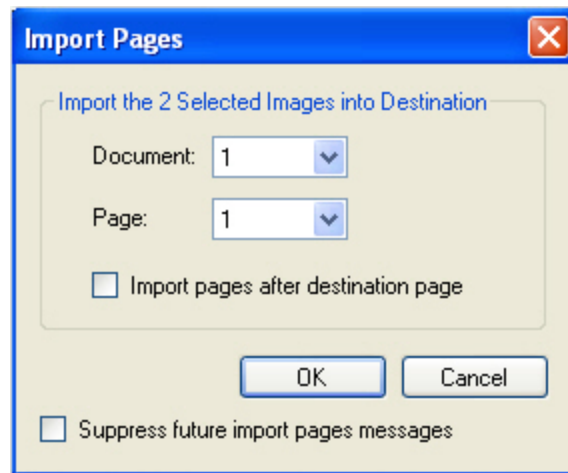 Import Pages
Import the 2 Selected Images into Destination
Document: 1
Page: 1
Import pages after destination page
OK Cancel
Suppress future import pages messages